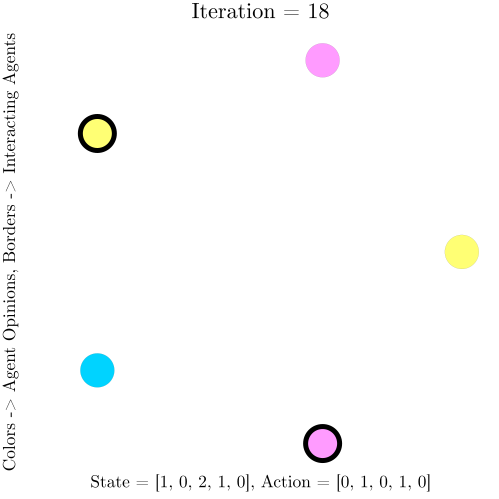 Iteration = 18
Colors -> Agent Opinions, Borders -> Interacting Agents
State = [1, 0, 2, 1, 0], Action = [0, 1, 0, 1, 0]